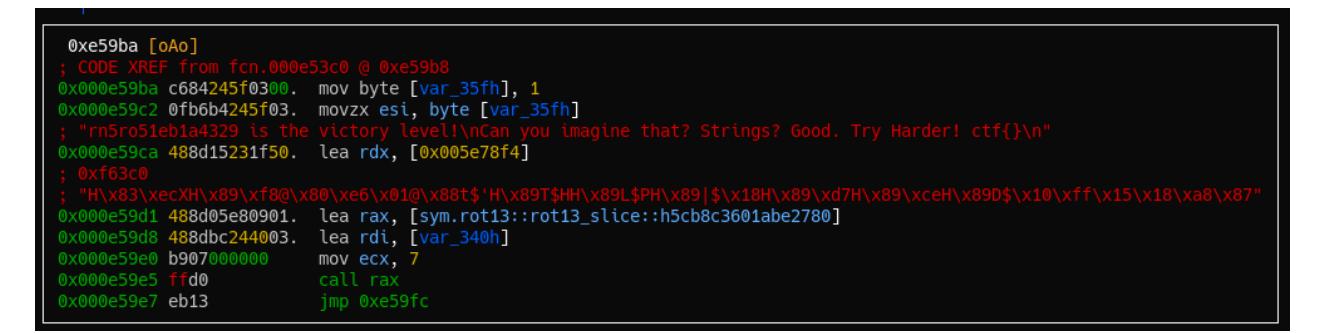 0xe59ba [oAo]
; CODE XREF from fcn.000e53c0 @ 0xe59b8
0x000e59ba c684245f0300. mov byte [var_35fh], 1
0x000e59c2 0fb6b4245f03. movzx esi, byte [var_35fh]
; "rn5ro51eb1a4329 is the victory level!\nCan you imagine that? Strings? Good. Try Harder! ctf{}\n"
0x000e59ca 488d15231f50. lea rdx, [0x005e78f4]
; 0xf63c0
; "H\x83\xecXH\x89\xf8@\x80\xe6\x01@\x88t$'H\x89T$HH\x89L$PH\x89|$\x18H\x89\xd7H\x89\xceH\x89D$\x10\xff\x15\x18\xa8\x87"
0x000e59d1 488d05e80901. lea rax, [sym.rot13::rot13_slice::h5cb8c3601abe2780]
0x000e59d8 488dbc244003. lea rdi, [var_340h]
0x000e59e0 b907000000 mov ecx, 7
0x000e59e5 ffd0 call rax
0x000e59e7 eb13 jmp 0xe59fc